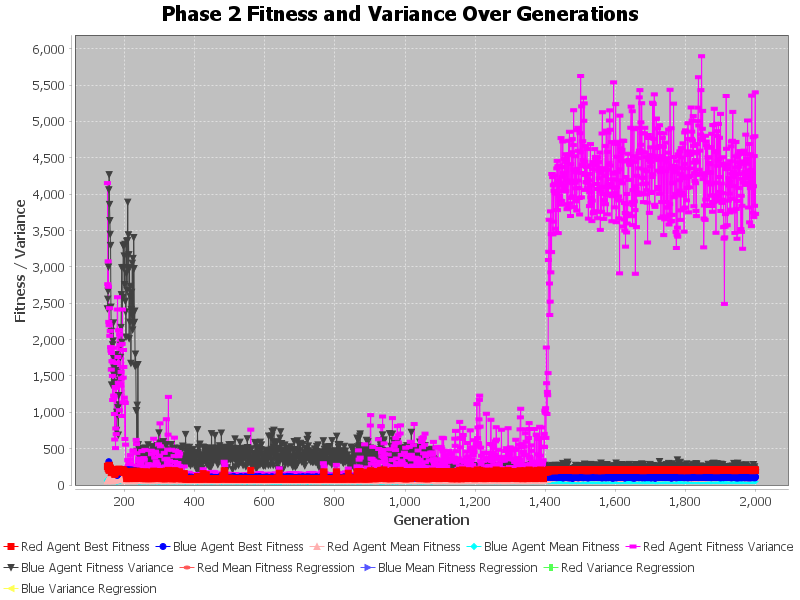 Phase 2 Fitness and Variance Over Generations
Fitness / Variance
6,000
5,500
5,000
4,500
4,000
3,500
3,000
2,500
2,000
1,500
1,000
500
0
200 400 600 800 1,000 1,200 1,400 1,600 1,800 2,000
Generation
Red Agent Best Fitness Blue Agent Best Fitness Red Agent Mean Fitness Blue Agent Mean Fitness Red Agent Fitness Variance
Blue Agent Fitness Variance Red Mean Fitness Regression Blue Mean Fitness Regression Red Variance Regression
Blue Variance Regression